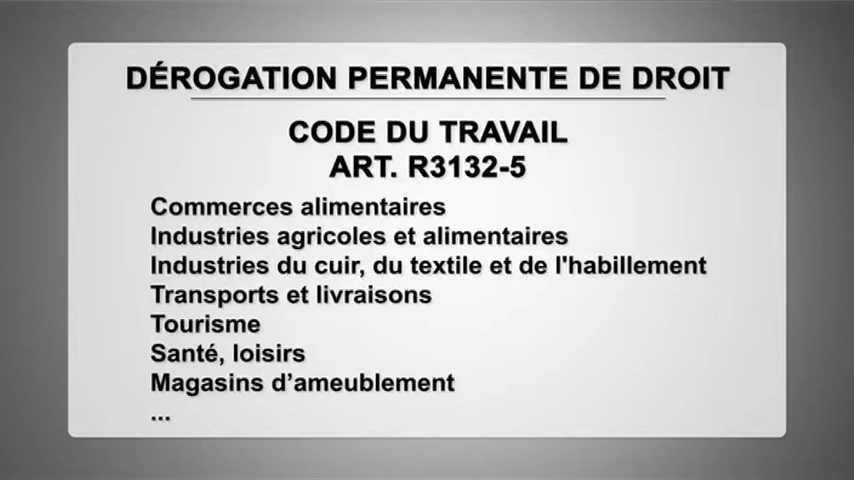 DÉROGATION PERMANENTE DE DROIT
CODE DU TRAVAIL
ART. R3132-5
Commerces alimentaires
Industries agricoles et alimentaires
Industries du cuir, du textile et de l'habillement
Transports et livraisons
Tourisme
Santé, loisirs
Magasins d’ameublement
...